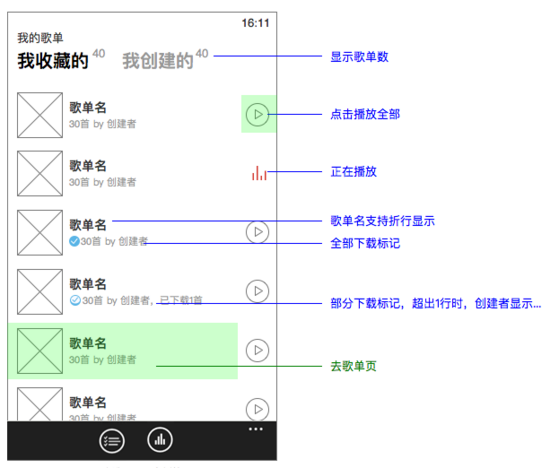 16:11
我的歌单
我收藏的 40 我创建的 40
显示歌单数
歌单名
30首 by 创建者
点击播放全部
歌单名
30首 by 创建者
正在播放
歌单名
30首 by 创建者
歌单名支持折行显示
全部下载标记
歌单名
30首 by 创建者，已下载1首
部分下载标记，超出1行时，创建者显示...
歌单名
30首 by 创建者
去歌单页
歌单名
30首 by 创建者